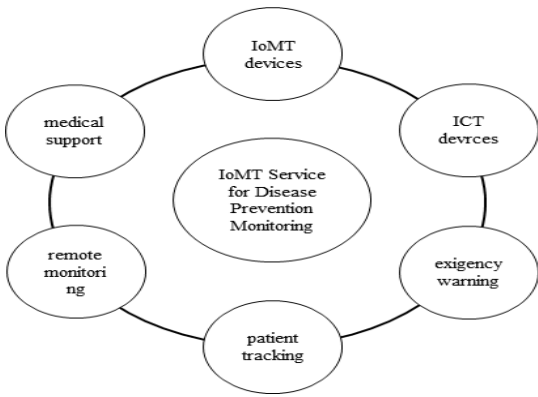 IoMT
devices
ICT
devrces
exigency
warning
patient
tracking
remote
monitori
ng
medical
support
IoMT Service
for Disease
Prevention
Monitoring